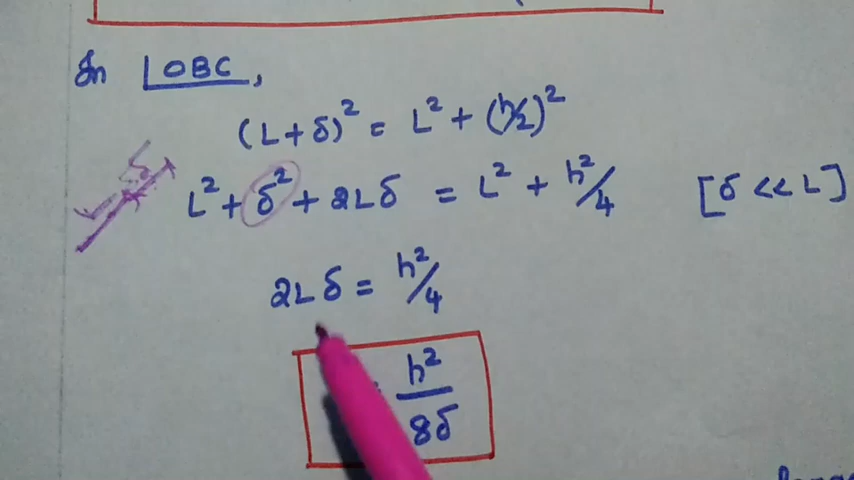 In ∟OBC,
(L+δ)² = L² + (h/2)²
L² + δ² + 2Lδ = L² + h²/4 [δ << L]
2Lδ = h²/4
h²/8δ